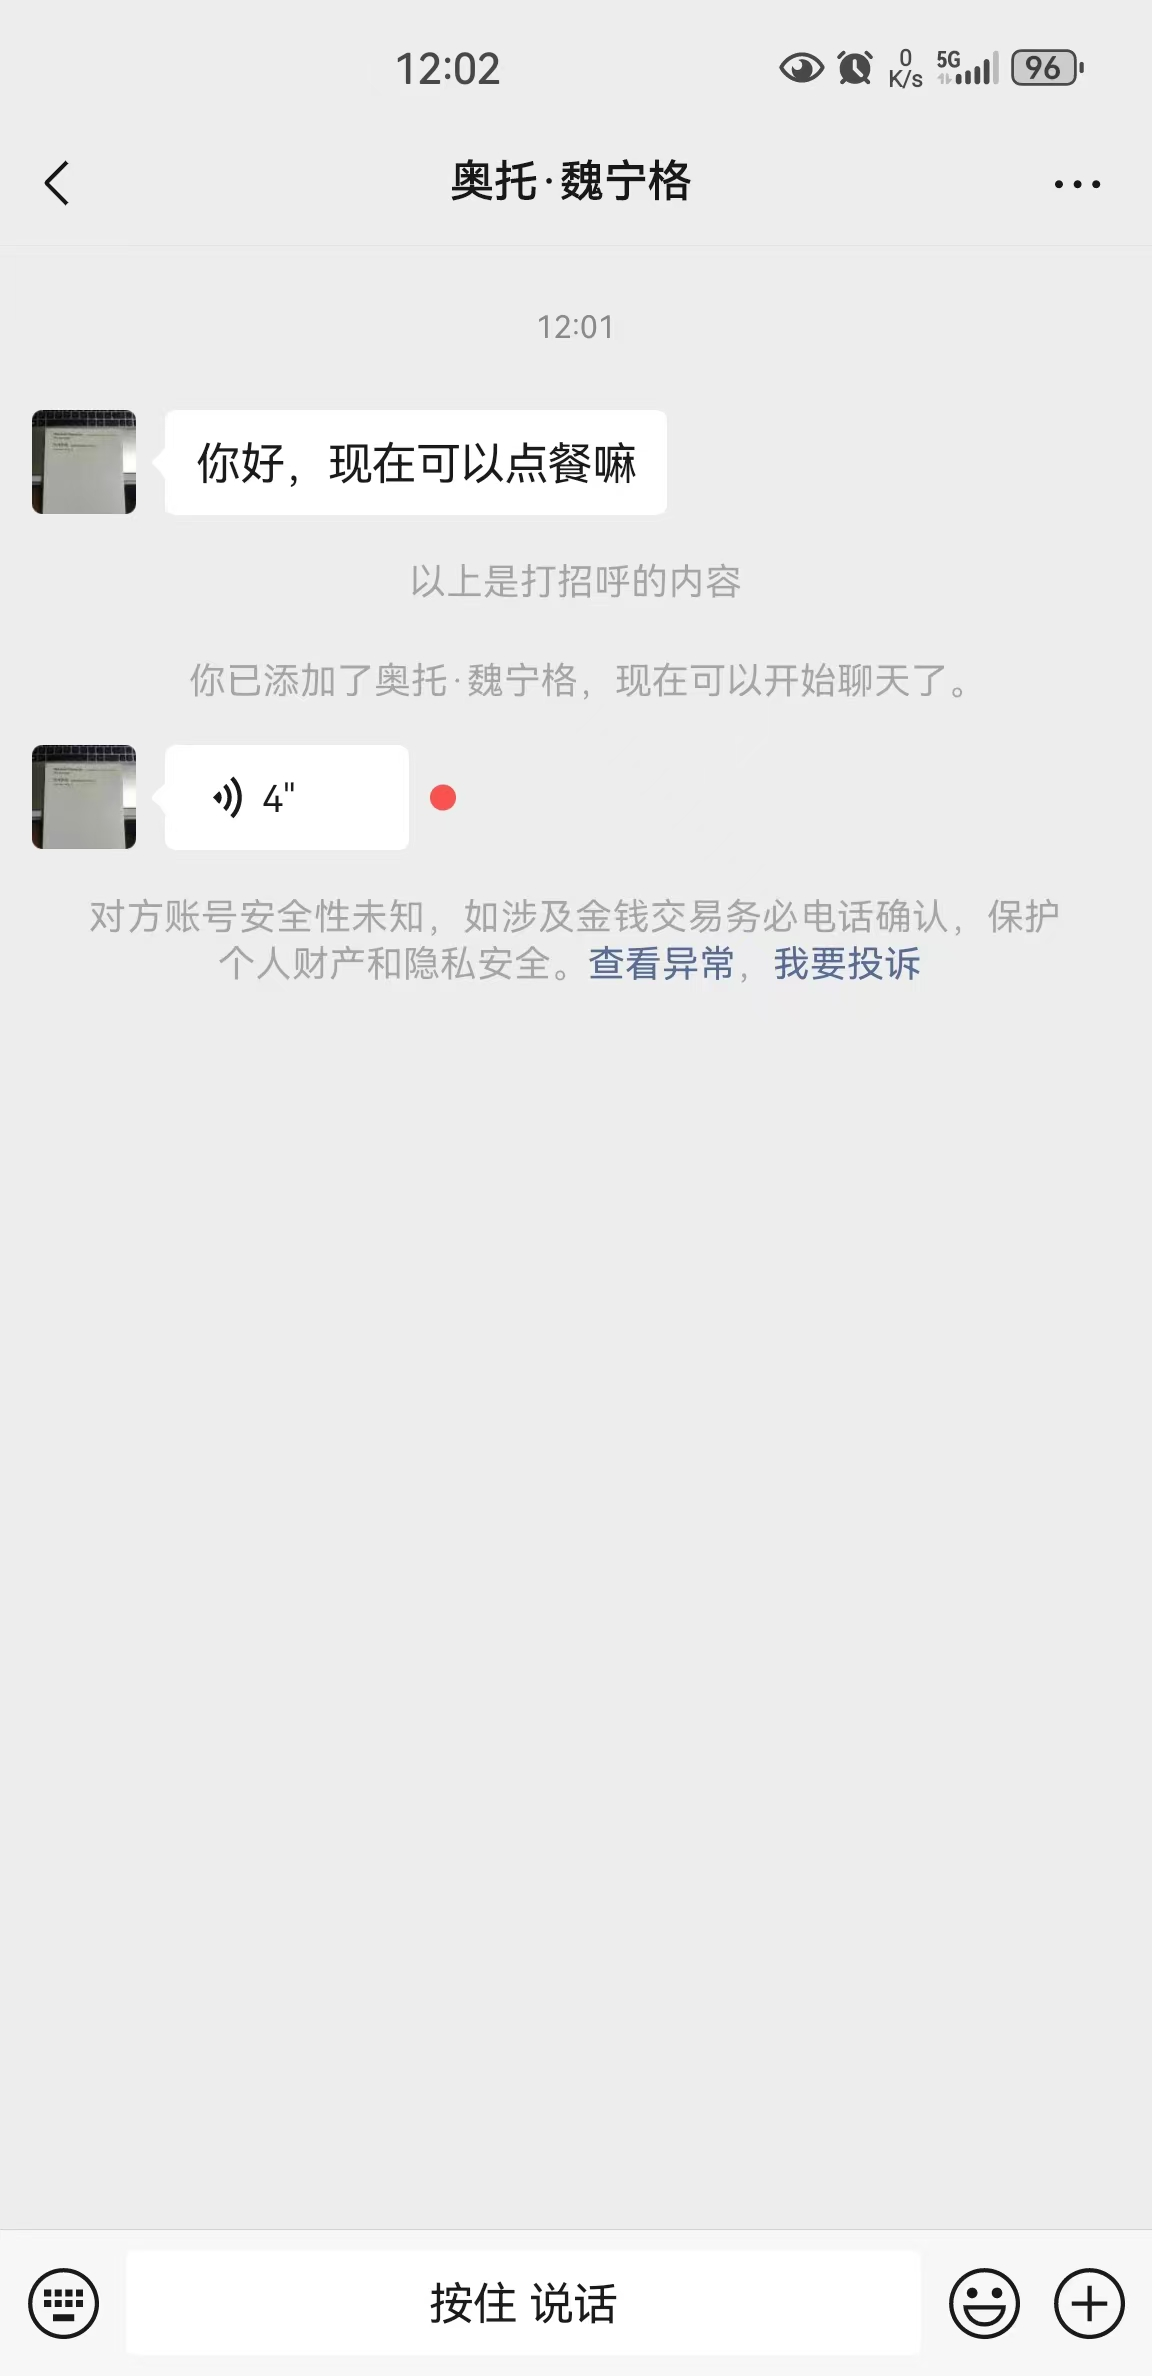 12:02
0
K/s
5G
96
奥托·魏宁格
12:01
你好，现在可以点餐嘛
以上是打招呼的内容
你已添加了奥托·魏宁格，现在可以开始聊天了。
4"
对方账号安全性未知，如涉及金钱交易务必电话确认，保护
个人财产和隐私安全。查看异常，我要投诉
按住 说话